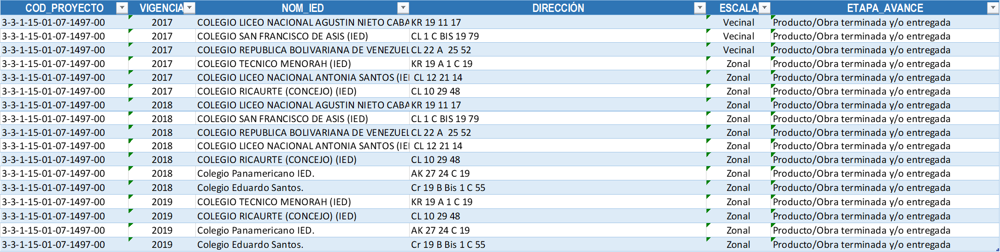 COD_PROYECTO VIGENCIA NOM_IED DIRECCIÓN ESCALA ETAPA_AVANCE
3-3-1-15-01-07-1497-00 2017 COLEGIO LICEO NACIONAL AGUSTIN NIETO CABA KR 19 11 17 Vecinal Producto/Obra terminada y/o entregada
3-3-1-15-01-07-1497-00 2017 COLEGIO SAN FRANCISCO DE ASIS (IED) CL 1 C BIS 19 79 Vecinal Producto/Obra terminada y/o entregada
3-3-1-15-01-07-1497-00 2017 COLEGIO REPUBLICA BOLIVARIANA DE VENEZUEL CL 22 A 25 52 Vecinal Producto/Obra terminada y/o entregada
3-3-1-15-01-07-1497-00 2017 COLEGIO TECNICO MENORAH (IED) KR 19 A 1 C 19 Zonal Producto/Obra terminada y/o entregada
3-3-1-15-01-07-1497-00 2017 COLEGIO LICEO NACIONAL ANTONIA SANTOS (IE CL 12 21 14 Zonal Producto/Obra terminada y/o entregada
3-3-1-15-01-07-1497-00 2017 COLEGIO RICAURTE (CONCEJO) (IED) CL 10 29 48 Zonal Producto/Obra terminada y/o entregada
3-3-1-15-01-07-1497-00 2018 COLEGIO LICEO NACIONAL AGUSTIN NIETO CABA KR 19 11 17 Zonal Producto/Obra terminada y/o entregada
3-3-1-15-01-07-1497-00 2018 COLEGIO SAN FRANCISCO DE ASIS (IED) CL 1 C BIS 19 79 Zonal Producto/Obra terminada y/o entregada
3-3-1-15-01-07-1497-00 2018 COLEGIO REPUBLICA BOLIVARIANA DE VENEZUEL CL 22 A 25 52 Zonal Producto/Obra terminada y/o entregada
3-3-1-15-01-07-1497-00 2018 COLEGIO LICEO NACIONAL ANTONIA SANTOS (IE CL 12 21 14 Zonal Producto/Obra terminada y/o entregada
3-3-1-15-01-07-1497-00 2018 COLEGIO RICAURTE (CONCEJO) (IED) CL 10 29 48 Zonal Producto/Obra terminada y/o entregada
3-3-1-15-01-07-1497-00 2018 Colegio Panamericano IED. AK 27 24 C 19 Zonal Producto/Obra terminada y/o entregada
3-3-1-15-01-07-1497-00 2018 Colegio Eduardo Santos. Cr 19 B Bis 1 C 55 Zonal Producto/Obra terminada y/o entregada
3-3-1-15-01-07-1497-00 2019 COLEGIO TECNICO MENORAH (IED) KR 19 A 1 C 19 Zonal Producto/Obra terminada y/o entregada
3-3-1-15-01-07-1497-00 2019 COLEGIO RICAURTE (CONCEJO) (IED) CL 10 29 48 Zonal Producto/Obra terminada y/o entregada
3-3-1-15-01-07-1497-00 2019 Colegio Panamericano IED. AK 27 24 C 19 Zonal Producto/Obra terminada y/o entregada
3-3-1-15-01-07-1497-00 2019 Colegio Eduardo Santos. Cr 19 B Bis 1 C 55 Zonal Producto/Obra terminada y/o entregada